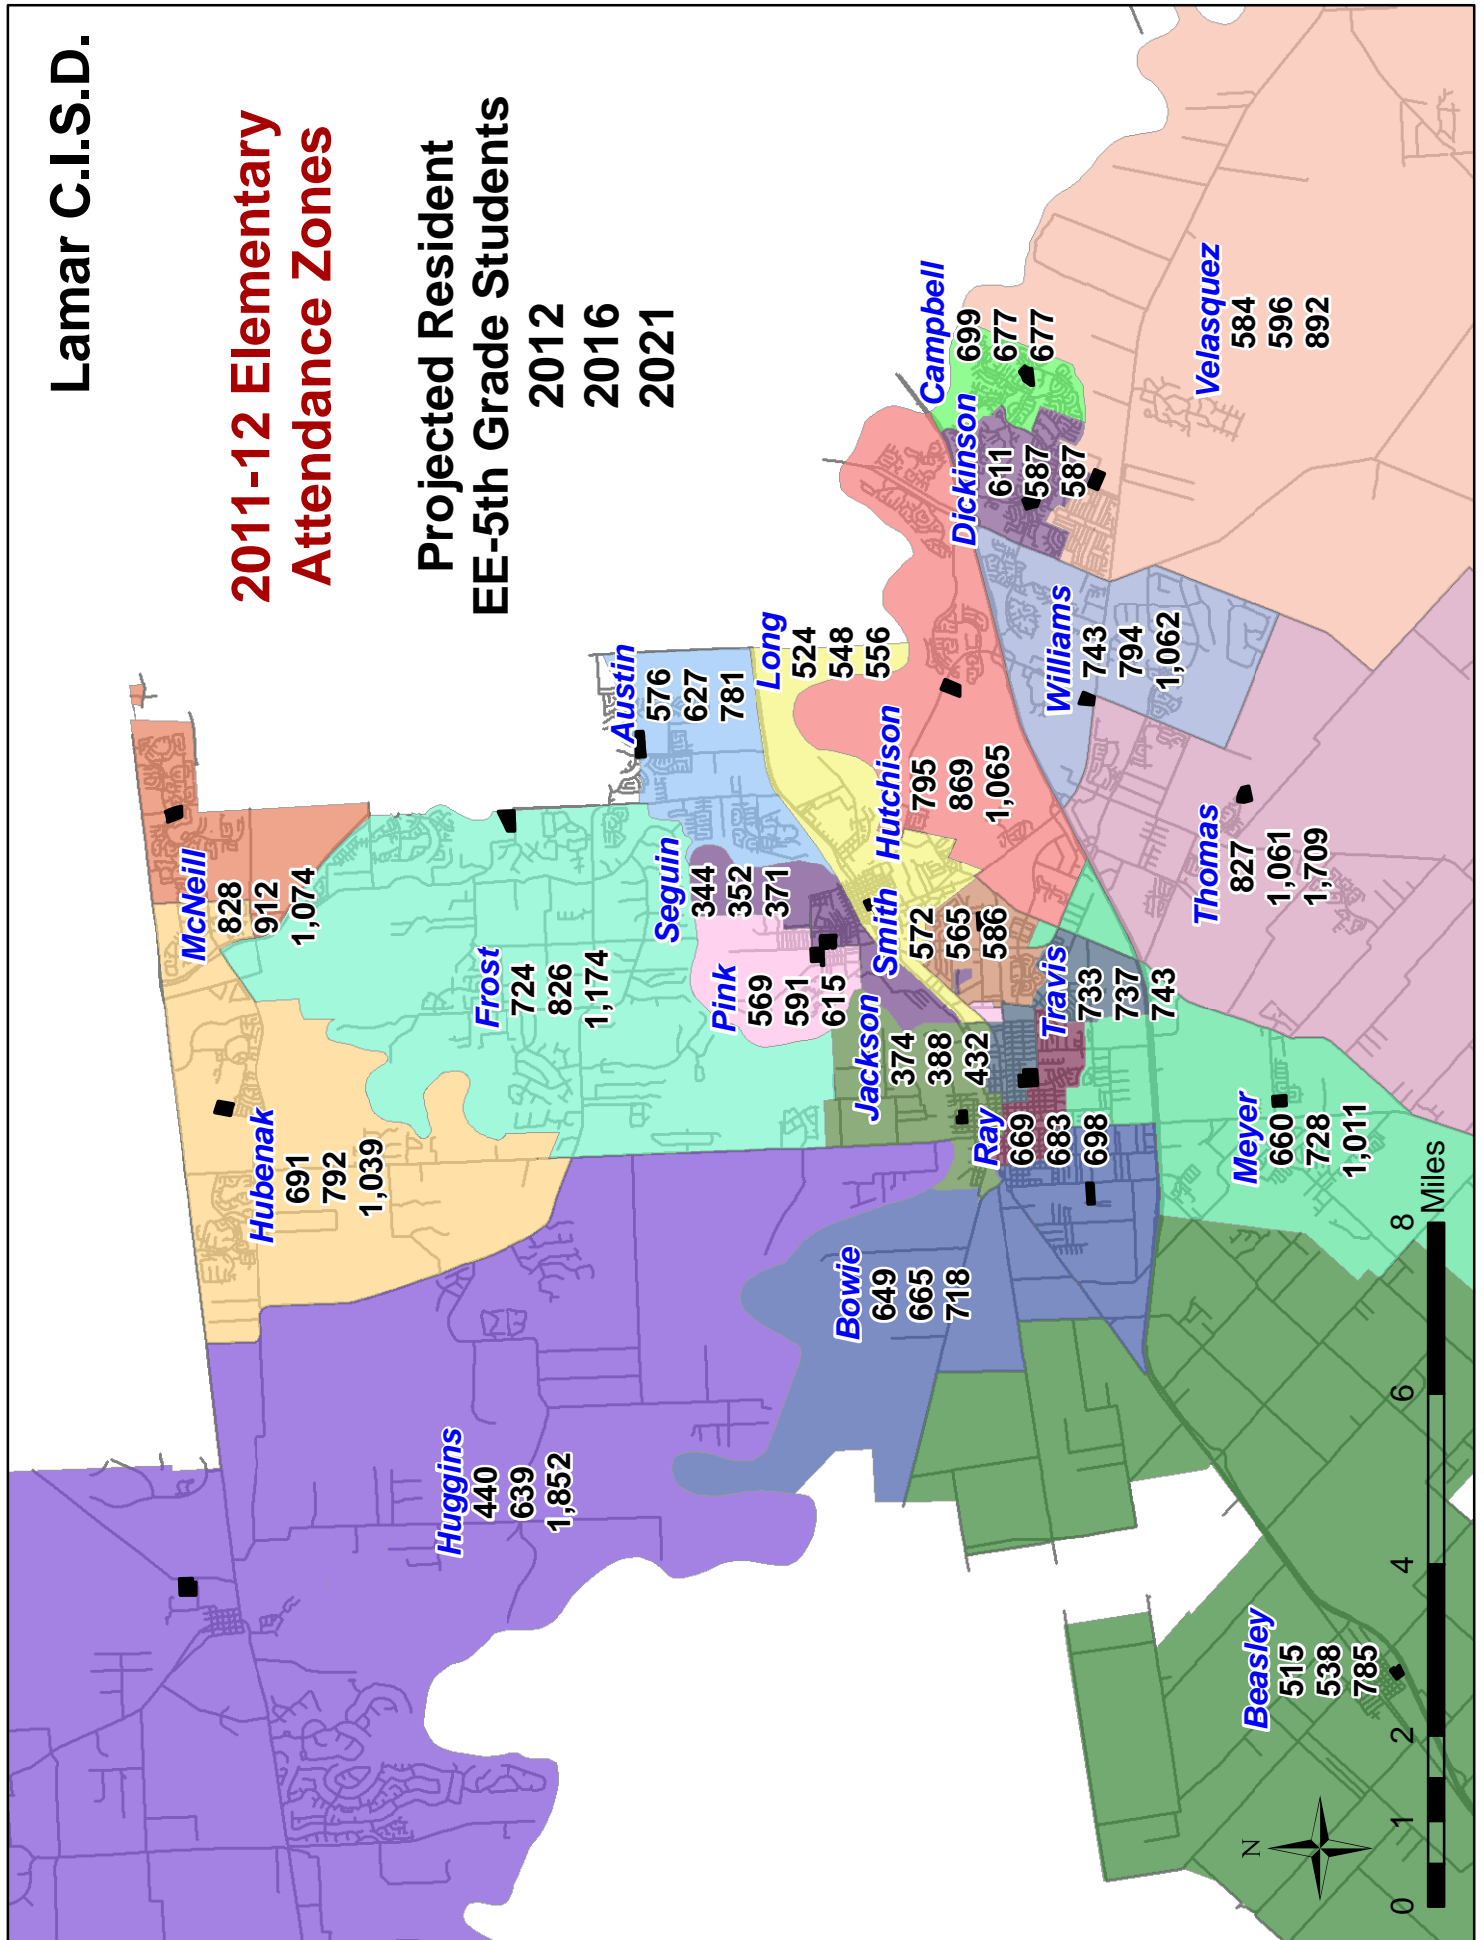 Lamar C.I.S.D.
2011-12 Elementary
Attendance Zones
Projected Resident
EE-5th Grade Students
2012
2016
2021
McNeill
828
912
1,074
Hubenak
691
792
1,039
Huggins
440
639
1,852
Frost
724
826
1,174
Austin
576
627
781
Seguin
344
352
371
Pink
569
591
615
Long
524
548
556
Jackson
374
388
432
Smith
572
565
586
Hutchison
795
869
1,065
Campbell
699
677
677
Dickinson
611
587
587
Bowie
649
665
718
Ray
669
683
698
Travis
733
737
743
Williams
743
794
1,062
Velasquez
584
596
892
Thomas
827
1,061
1,709
Meyer
660
728
1,011
Beasley
515
538
785
N
0 1 2 4 6 8
Miles